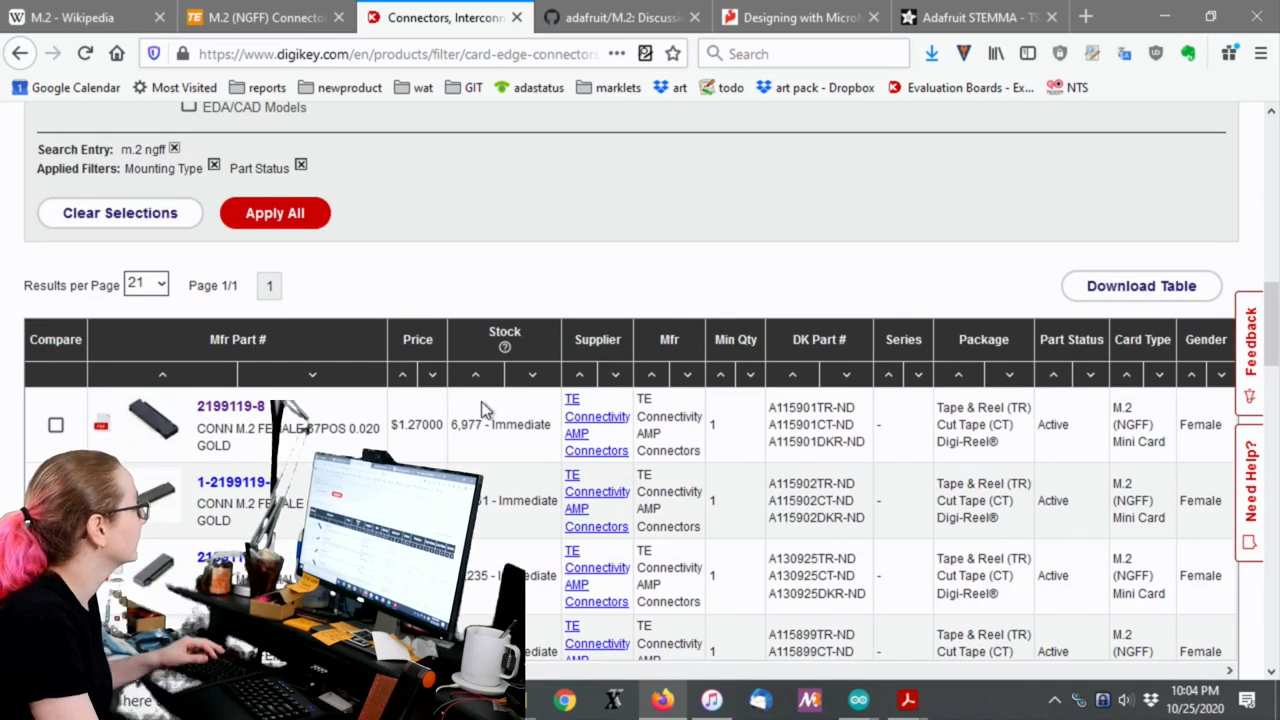 M.2 - Wikipedia
M.2 (NGFF) Connecto
Connectors, Interconn
adafruit/M.2: Discussi
Designing with MicroM
Adafruit STEMMA - TS
https://www.digikey.com/en/products/filter/card-edge-connectors
Search
Google Calendar
Most Visited
reports
newproduct
wat
GIT
adastatus
marklets
art
todo
art pack - Dropbox
Evaluation Boards - Ex...
NTS
EDA/CAD Models
Search Entry: m.2 ngff
Applied Filters: Mounting Type Part Status
Clear Selections
Apply All
Results per Page 21 Page 1/1 1
Download Table
Compare Mfr Part # Price Stock Supplier Mfr Min Qty DK Part # Series Package Part Status Card Type Gender
2199119-8
CONN M.2 FEMALE 67POS 0.020
GOLD
$1.27000
6,977 - Immediate
TE
Connectivity
AMP
Connectors
TE
Connectivity
AMP
Connectors
1
A115901TR-ND
A115901CT-ND
A115901DKR-ND
-
Tape & Reel (TR)
Cut Tape (CT)
Digi-Reel®
Active
M.2
(NGFF)
Mini Card
Female
1-2199119-
CONN M.2 FE
GOLD
- Immediate
TE
Connectivity
AMP
Connectors
TE
Connectivity
AMP
Connectors
1
A115902TR-ND
A115902CT-ND
A115902DKR-ND
-
Tape & Reel (TR)
Cut Tape (CT)
Digi-Reel®
Active
M.2
(NGFF)
Mini Card
Female
TE
Connectivity
AMP
Connectors
TE
Connectivity
AMP
Connectors
1
A130925TR-ND
A130925CT-ND
A130925DKR-ND
-
Tape & Reel (TR)
Cut Tape (CT)
Digi-Reel®
Active
M.2
(NGFF)
Mini Card
Female
TE
Connectivity
TE
Connectivity
1
A115899TR-ND
A115899CT-ND
-
Tape & Reel (TR)
Cut Tape (CT)
Active
M.2
(NGFF)
Female
Feedback
Need Help?
10:04 PM
10/25/2020